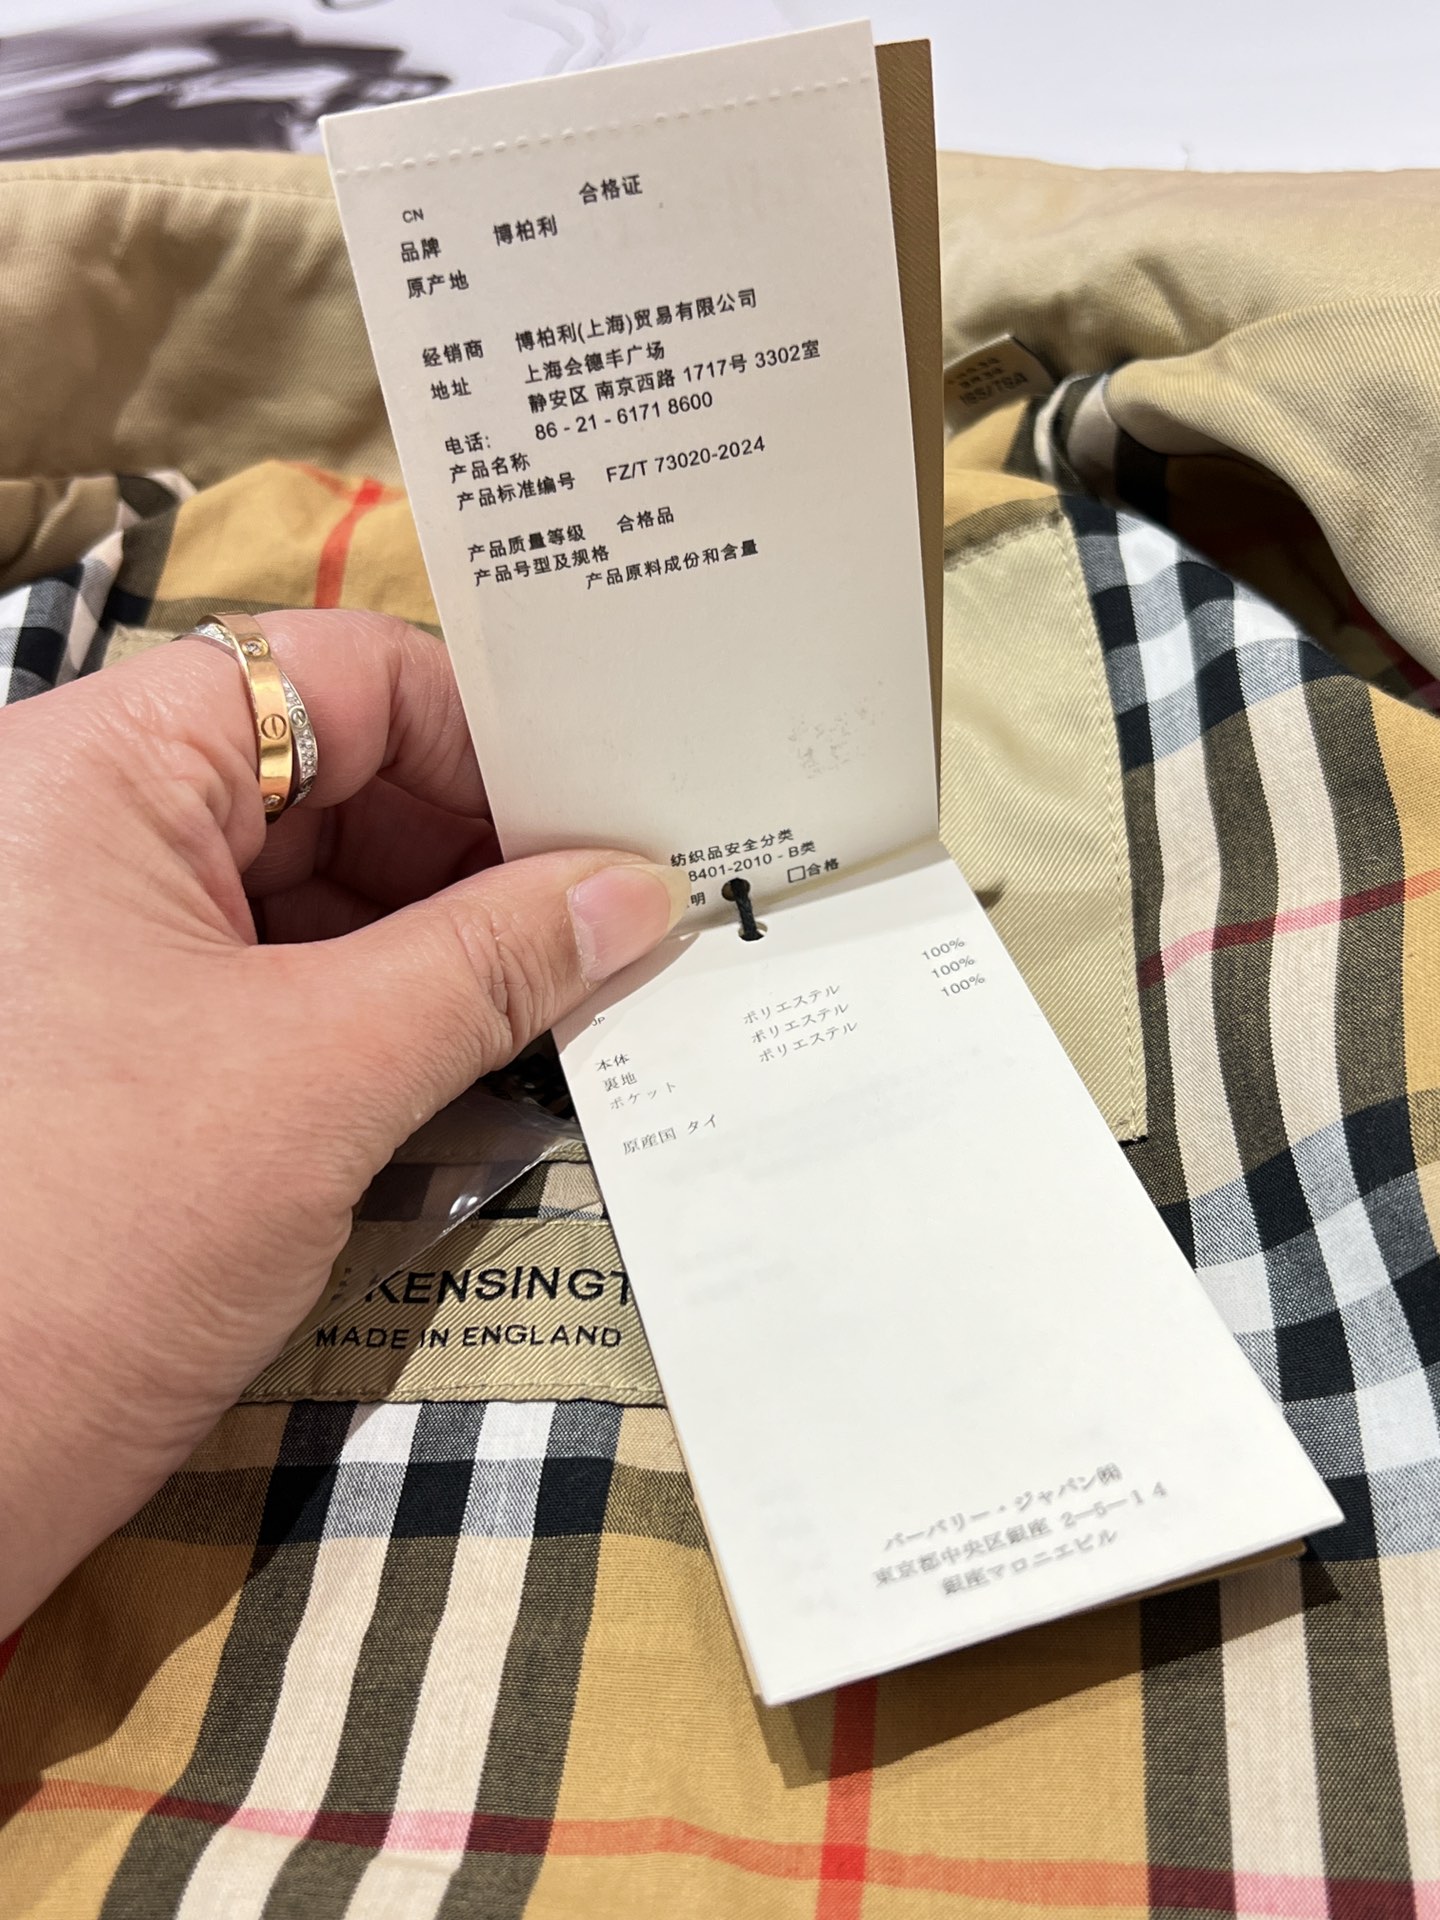 CN
合格证
品牌 博柏利
原产地
经销商 博柏利(上海)贸易有限公司
地址 上海会德丰广场
静安区 南京西路 1717号 3302室
电话: 86 - 21 - 6171 8600
产品名称
产品标准编号 FZ/T 73020-2024
产品质量等级 合格品
产品号型及规格
产品原料成份和含量
纺织品安全分类
8401-2010 - B类
明 合格
JP
本体 ポリエステル 100%
裏地 ポリエステル 100%
ポケット ポリエステル 100%
原産国 タイ
バーバリー・ジャパン㈱
東京都中央区銀座 2—5—14
銀座マロニエビル
KENSINGT
MADE IN ENGLAND